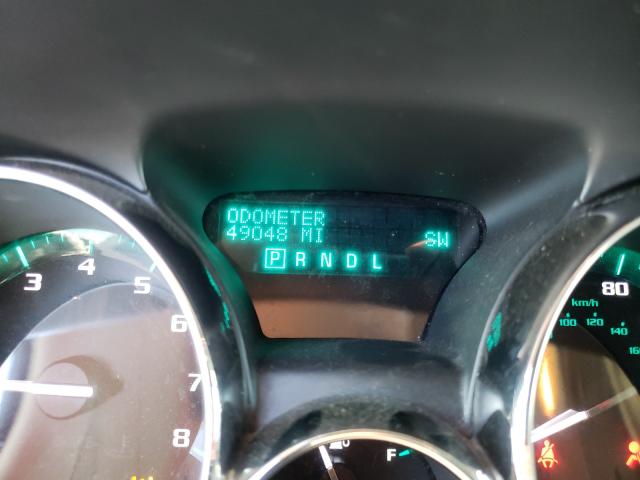 ODOMETER
49048 MI SW
P R N D L
3 4 5 6 7 8
80
km/h
100 120 140
F